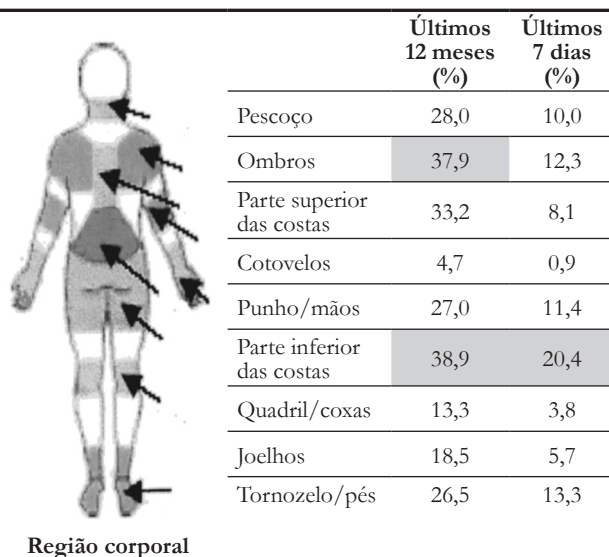 Últimos 12 meses (%) Últimos 7 dias (%)
Pescoço 28,0 10,0
Ombros 37,9 12,3
Parte superior das costas 33,2 8,1
Cotovelos 4,7 0,9
Punho/mãos 27,0 11,4
Parte inferior das costas 38,9 20,4
Quadril/coxas 13,3 3,8
Joelhos 18,5 5,7
Tornozelo/pés 26,5 13,3
Região corporal